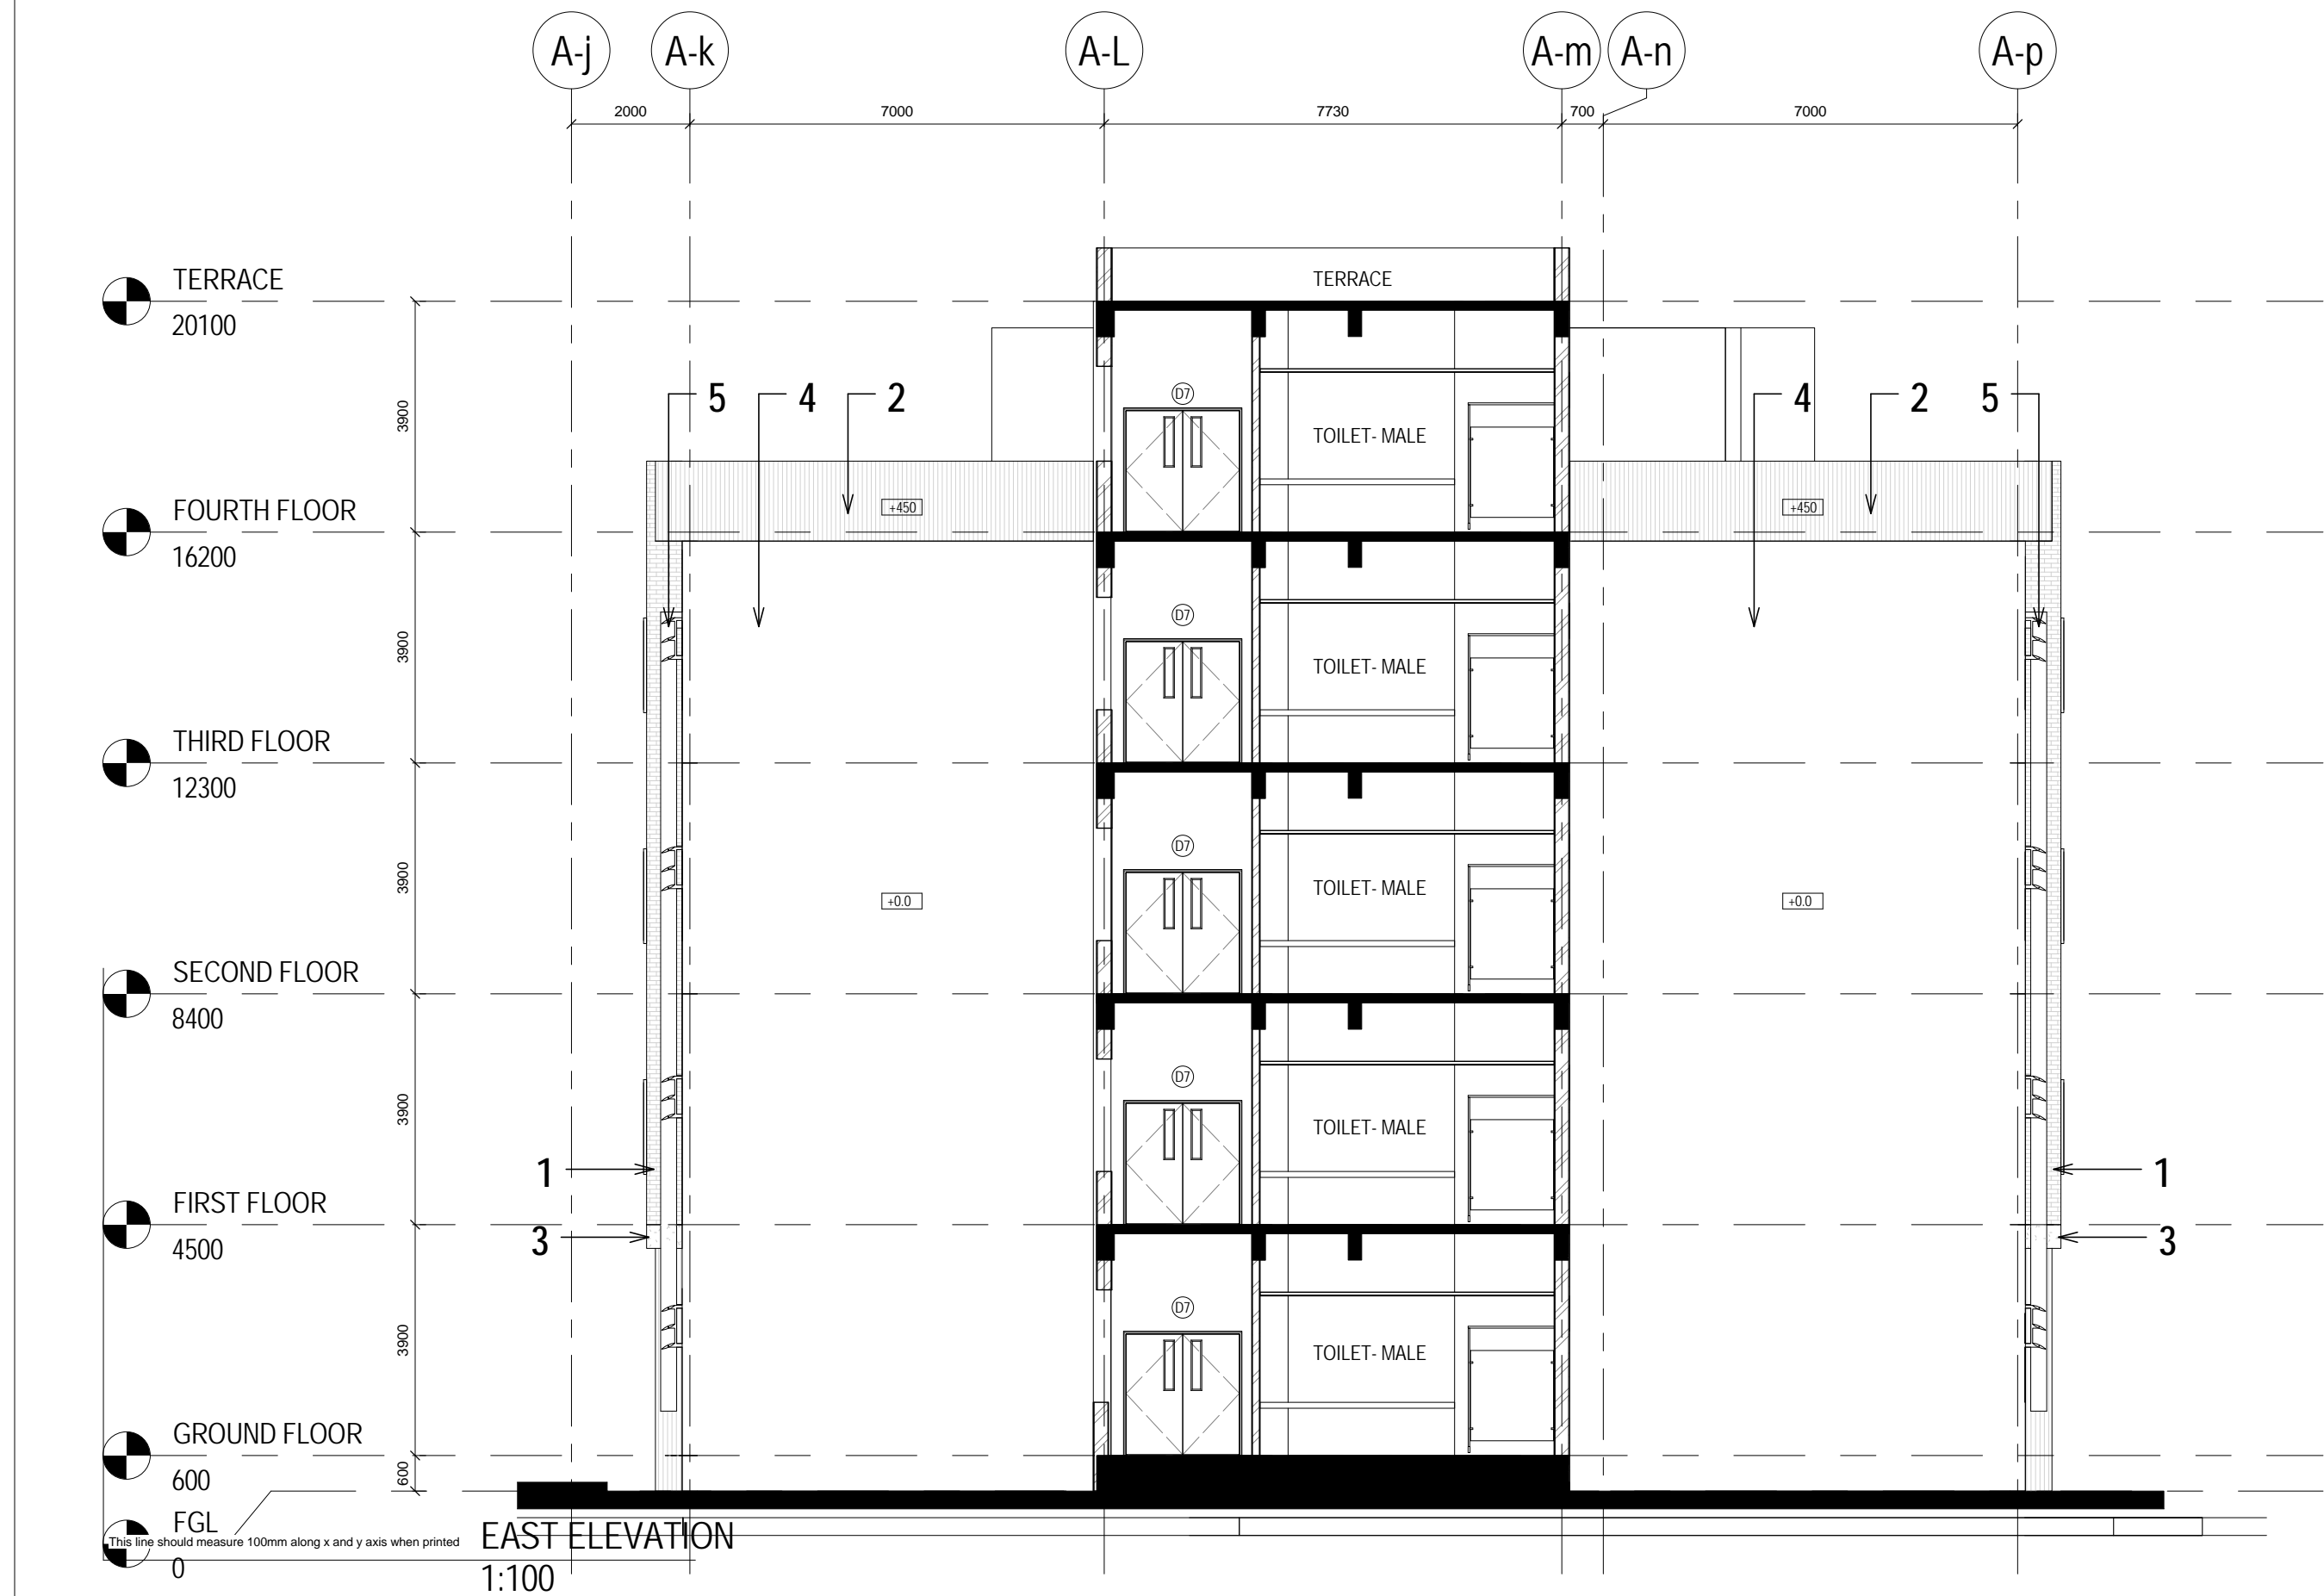 A-j A-k A-L A-m A-n A-p
2000 7000 7730 700 7000
TERRACE
20100
TERRACE
3900
5 4 2
D7
TOILET- MALE
4 2 5
+450
+450
FOURTH FLOOR
16200
3900
D7
TOILET- MALE
THIRD FLOOR
12300
3900
D7
TOILET- MALE
+0.0
+0.0
SECOND FLOOR
8400
3900
D7
TOILET- MALE
1
1
FIRST FLOOR
4500
3
3
3900
D7
TOILET- MALE
GROUND FLOOR
600
600
FGL
0
This line should measure 100mm along x and y axis when printed
EAST ELEVATION
1:100